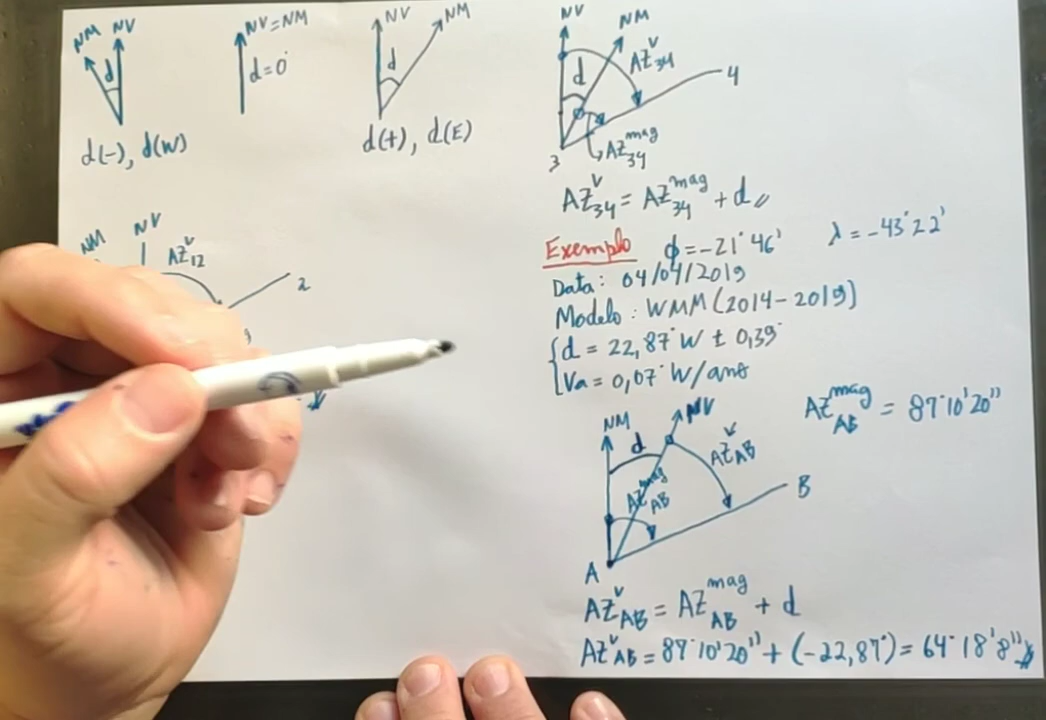 NM NV
d
d(-), d(W)
NV=NM
d=0°
NV NM
d
d(+), d(E)
NV NM
d
AZ^V_34
4
3
AZ^mag_34
AZ^V_34 = AZ^mag_34 + d
NM NV
AZ^V_12
2
Exemplo φ=-21°46' λ=-43°22'
Data: 04/04/2019
Modelo: WMM (2014-2019)
d = 22,87° W ± 0,39°
Va = 0,07° W/ano
AZ^mag_AB = 87°10'20"
NM NV
d
AZ^V_AB
AZ^mag_AB
B
A
AZ^V_AB = AZ^mag_AB + d
AZ^V_AB = 87°10'20" + (-22,87°) = 64°18'8"